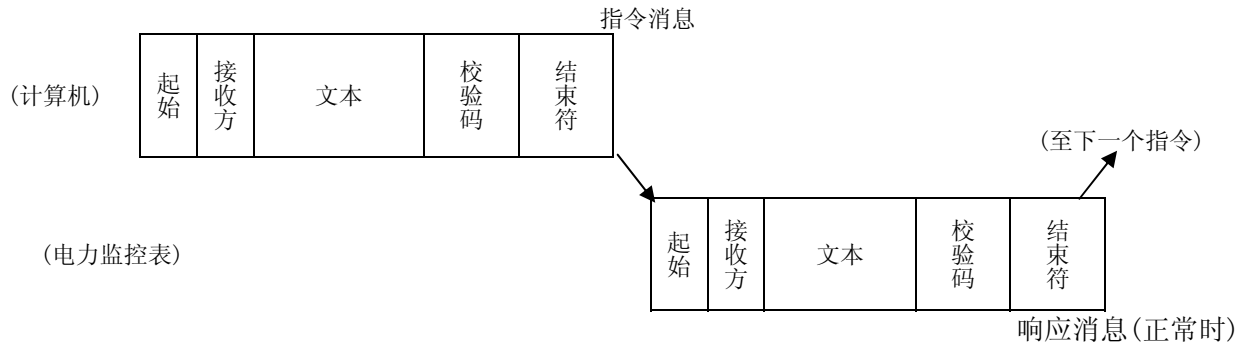 指令消息
(计算机)
起始
接收方
文本
校验码
结束符
(至下一个指令)
(电力监控表)
起始
接收方
文本
校验码
结束符
响应消息(正常时)